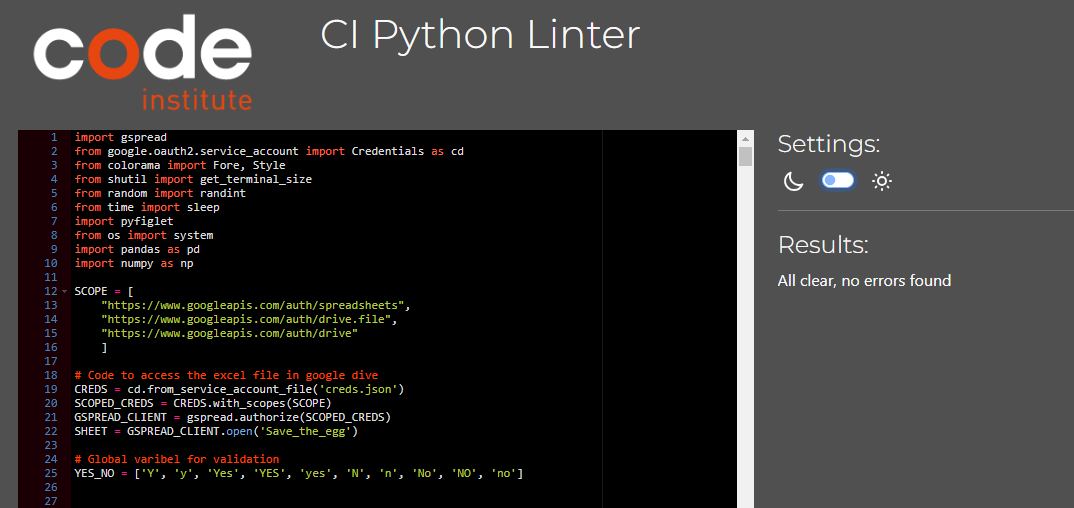 code
institute
CI Python Linter
1 import gspread
2 from google.oauth2.service_account import Credentials as cd
3 from colorama import Fore, Style
4 from shutil import get_terminal_size
5 from random import randint
6 from time import sleep
7 import pyfiglet
8 from os import system
9 import pandas as pd
10 import numpy as np
11
12 SCOPE = [
13     "https://www.googleapis.com/auth/spreadsheets",
14     "https://www.googleapis.com/auth/drive.file",
15     "https://www.googleapis.com/auth/drive"
16     ]
17
18 # Code to access the excel file in google dive
19 CREDS = cd.from_service_account_file('creds.json')
20 SCOPED_CREDS = CREDS.with_scopes(SCOPE)
21 GSPREAD_CLIENT = gspread.authorize(SCOPED_CREDS)
22 SHEET = GSPREAD_CLIENT.open('Save_the_egg')
23
24 # Global varibel for validation
25 YES_NO = ['Y', 'y', 'Yes', 'YES', 'yes', 'N', 'n', 'No', 'NO', 'no']
26
27
Settings:
Results:
All clear, no errors found